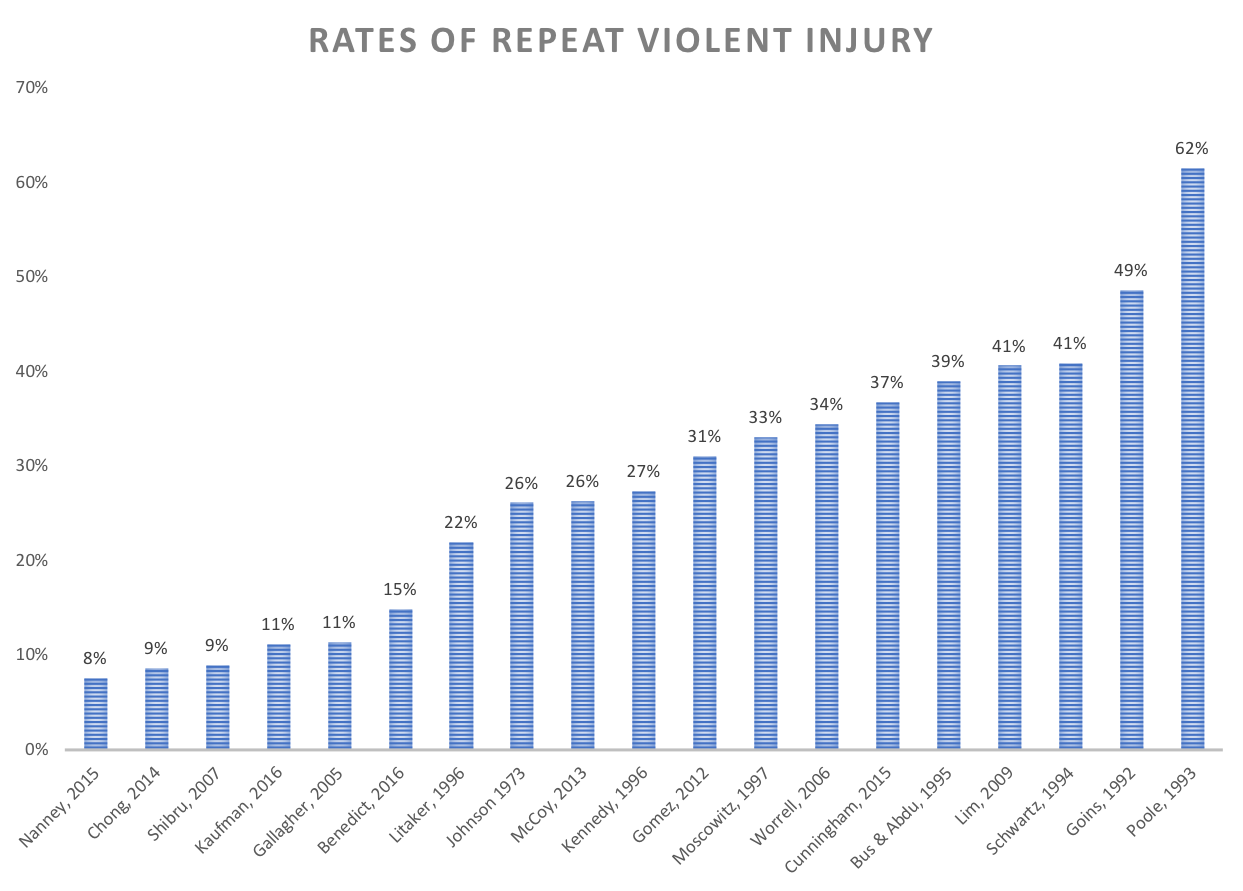 RATES OF REPEAT VIOLENT INJURY
70%
60%
50%
40%
30%
20%
10%
0%
8%
9%
9%
11%
11%
15%
22%
26%
26%
27%
31%
33%
34%
37%
39%
41%
41%
49%
62%
Nanney, 2015
Chong, 2014
Shibru, 2007
Kaufman, 2016
Gallagher, 2005
Benedict, 2016
Litaker, 1996
Johnson 1973
McCoy, 2013
Kennedy, 1996
Gomez, 2012
Moscowitz, 1997
Worrell, 2006
Cunningham, 2015
Bus & Abdu, 1995
Lim, 2009
Schwartz, 1994
Goins, 1992
Poole, 1993